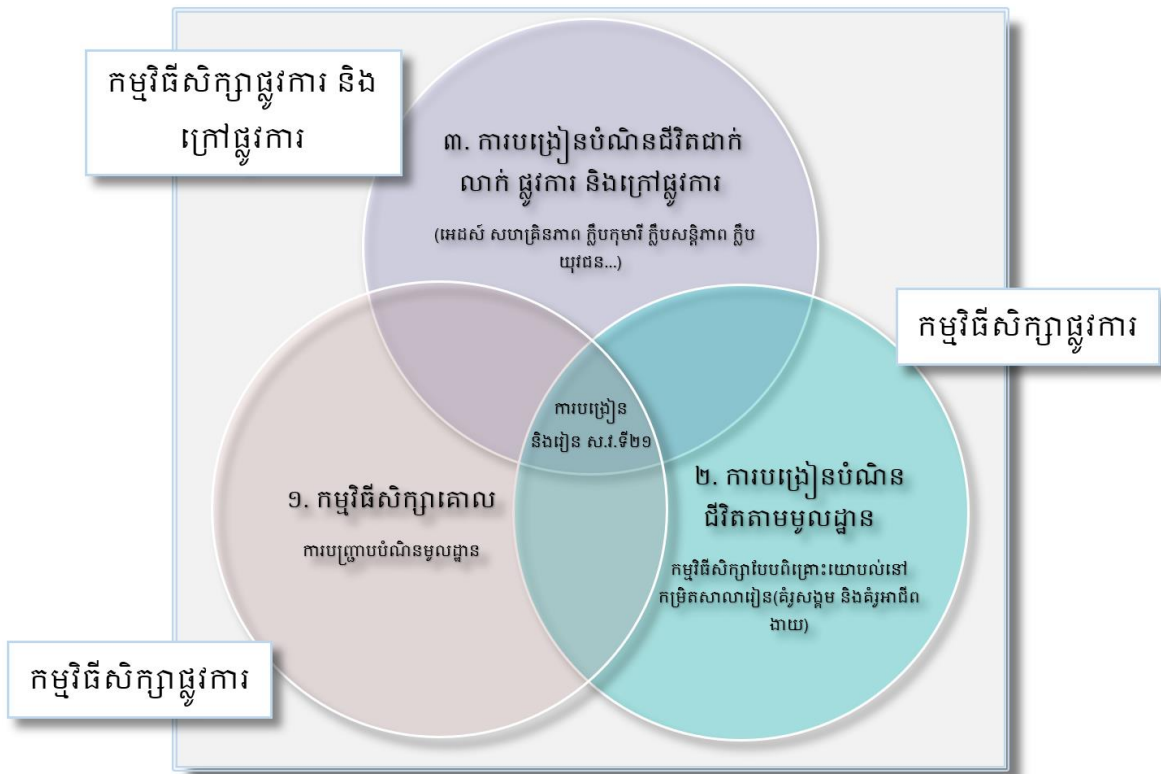 កម្មវិធីសិក្សាផ្លូវការ និង
ក្រៅផ្លូវការ
៣. ការបង្រៀនបំណិនជីវិតជាក់
លាក់ ផ្លូវការ និងក្រៅផ្លូវការ
(អេដស៍ សហគ្រិនភាព ក្លឹបកុមារី ក្លឹបសន្តិភាព ក្លឹប
យុវជន...)
កម្មវិធីសិក្សាផ្លូវការ
ការបង្រៀន
និងរៀន ស.វ.ទី២១
២. ការបង្រៀនបំណិន
ជីវិតតាមមូលដ្ឋាន
កម្មវិធីសិក្សាបែបពិគ្រោះយោបល់នៅ
កម្រិតសាលារៀន(គំរូសង្គម និងគំរូអាជីព
ងាយ)
១. កម្មវិធីសិក្សាគោល
ការបញ្ជ្រាបបំណិនមូលដ្ឋាន
កម្មវិធីសិក្សាផ្លូវការ